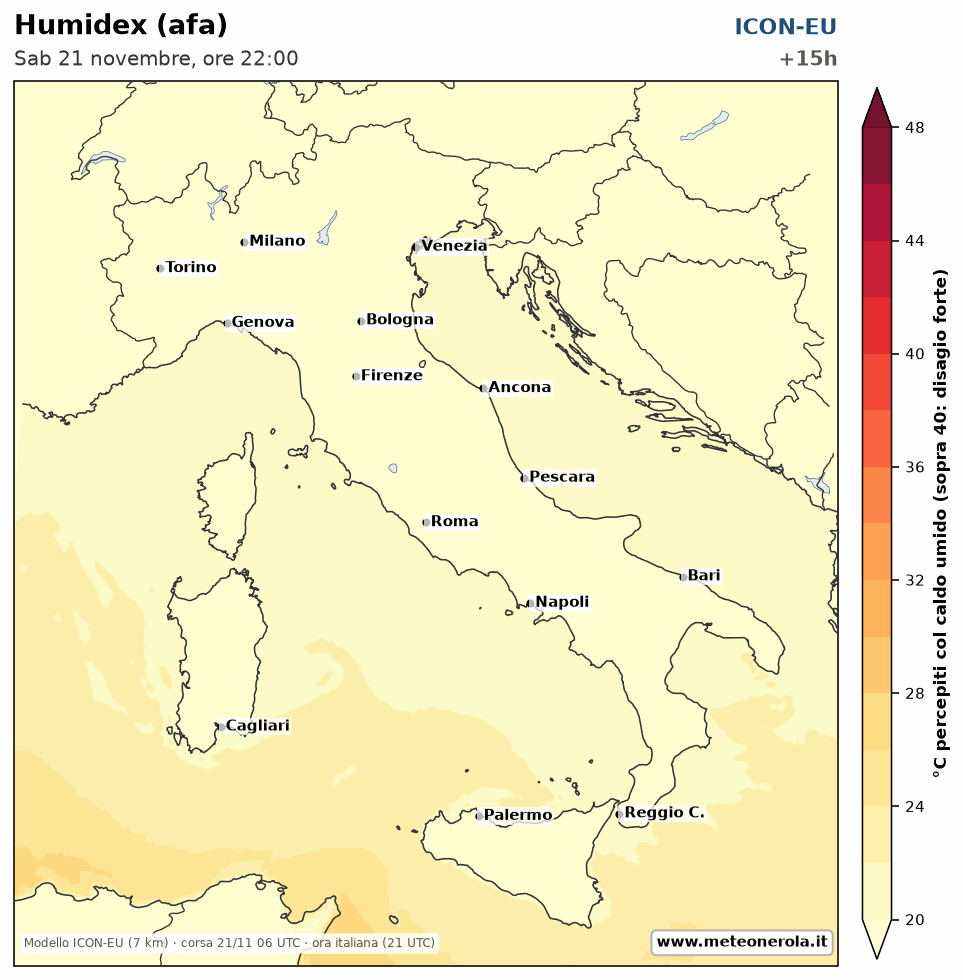 Humidex (afa)
ICON-EU
Sab 21 novembre, ore 22:00
+15h
48
44
40
36
32
28
24
20
°C percepiti col caldo umido (sopra 40: disagio forte)
Milano
Venezia
Torino
Genova
Bologna
Firenze
Ancona
Pescara
Roma
Bari
Napoli
Cagliari
Palermo
Reggio C.
Modello ICON-EU (7 km) · corsa 21/11 06 UTC · ora italiana (21 UTC)
www.meteonerola.it